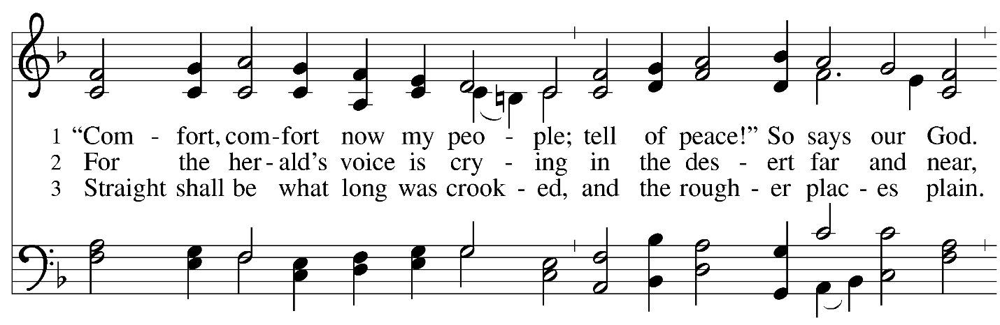 1 “Com - fort, com-fort now my peo - ple; tell of peace!” So says our God.
2 For the her-ald’s voice is cry - ing in the des - ert far and near,
3 Straight shall be what long was crook - ed, and the rough - er plac - es plain.